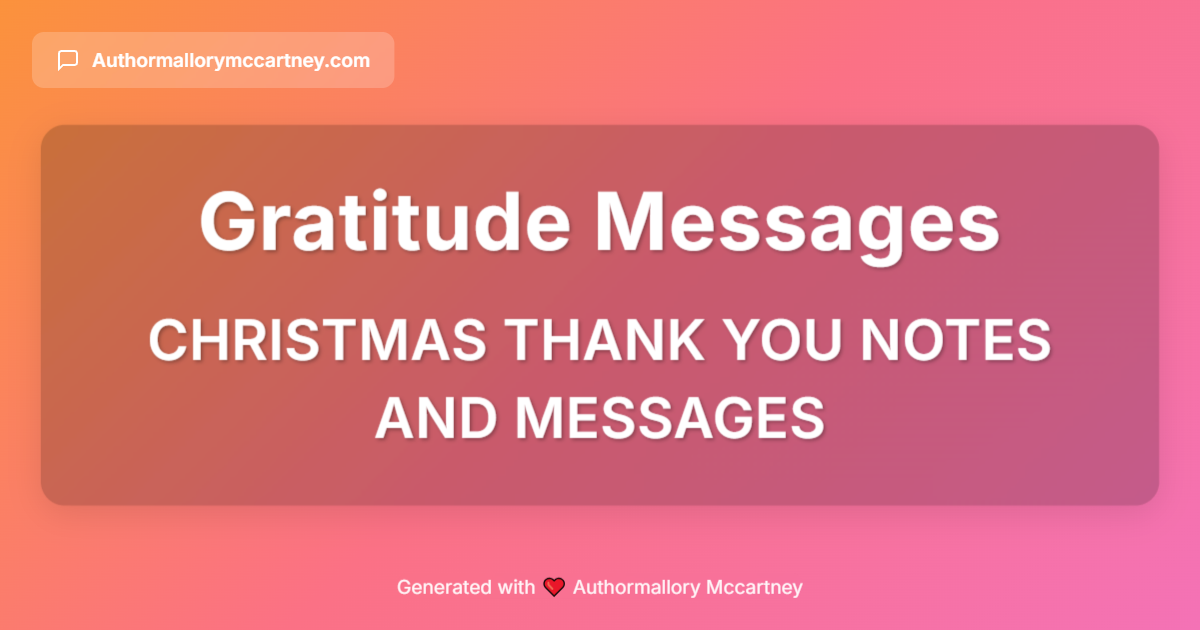 Authormallorymccartney.com
Gratitude Messages
CHRISTMAS THANK YOU NOTES
AND MESSAGES
Generated with ❤️ Authormallory Mccartney